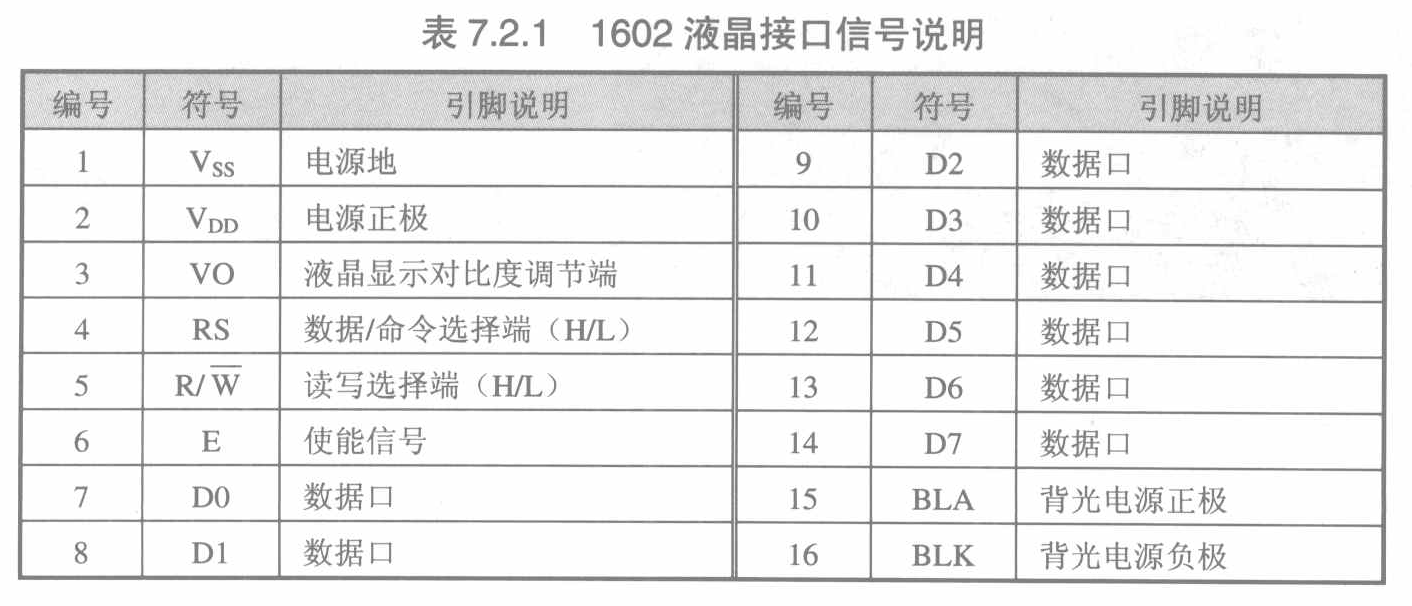 表 7.2.1 1602 液晶接口信号说明
编号 符号 引脚说明 编号 符号 引脚说明
1 VSS 电源地 9 D2 数据口
2 VDD 电源正极 10 D3 数据口
3 VO 液晶显示对比度调节端 11 D4 数据口
4 RS 数据/命令选择端（H/L） 12 D5 数据口
5 R/W̅ 读写选择端（H/L） 13 D6 数据口
6 E 使能信号 14 D7 数据口
7 D0 数据口 15 BLA 背光电源正极
8 D1 数据口 16 BLK 背光电源负极